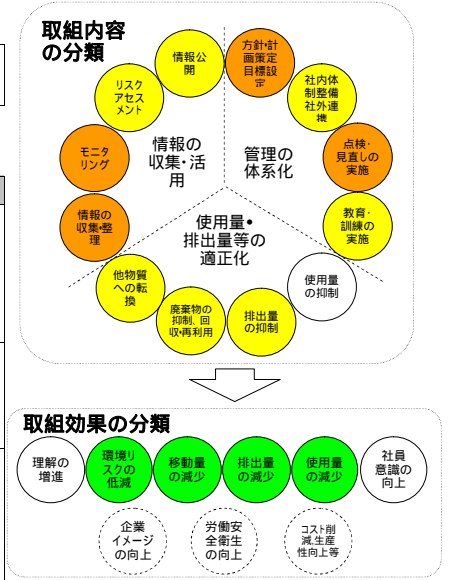 取組内容
の分類
情報公
開
方針・計
画策定
目標設
定
リスク
アセス
メント
社内体
制整備
社外連
携
モニタ
リング
情報の
収集・活
用
管理の
体系化
点検・
見直しの
実施
情報の
収集・整
理
使用量・
排出量等の
適正化
教育・
訓練の
実施
他物質
への転
換
使用量
の抑制
廃棄物の
抑制、回
収・再利用
排出量
の抑制
取組効果の分類
理解の
増進
環境リ
スクの
低減
移動量
の減少
排出量
の減少
使用量
の減少
社員
意識の
向上
企業
イメージ
の向上
労働安
全衛生
の向上
コスト削
減、生産
性向上等